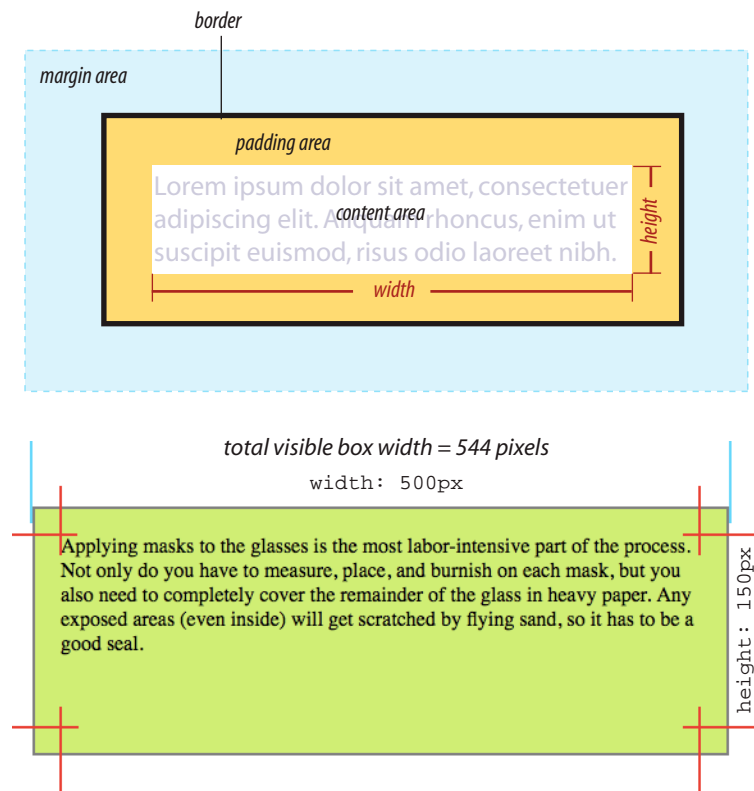 border
margin area
padding area
Lorem ipsum dolor sit amet, consectetuer
adipiscing elit. Aliquam rhoncus, enim ut
content area
suscipit euismod, risus odio laoreet nibh.
height
width
total visible box width = 544 pixels
width: 500px
Applying masks to the glasses is the most labor-intensive part of the process.
Not only do you have to measure, place, and burnish on each mask, but you
also need to completely cover the remainder of the glass in heavy paper. Any
exposed areas (even inside) will get scratched by flying sand, so it has to be a
good seal.
height: 150px